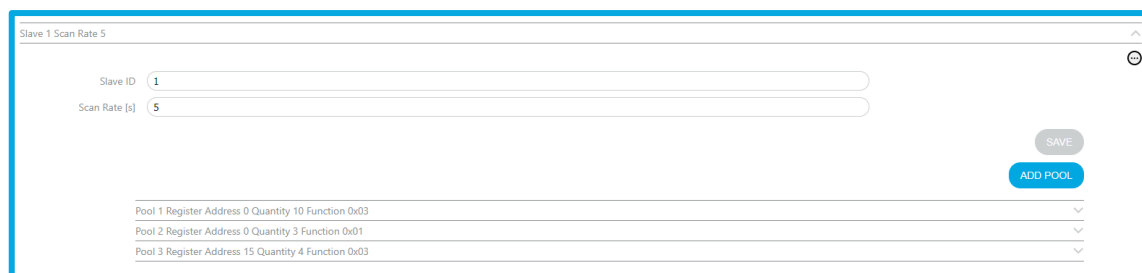 Slave 1 Scan Rate 5
Slave ID 1
Scan Rate [s] 5
SAVE
ADD POOL
Pool 1 Register Address 0 Quantity 10 Function 0x03
Pool 2 Register Address 0 Quantity 3 Function 0x01
Pool 3 Register Address 15 Quantity 4 Function 0x03